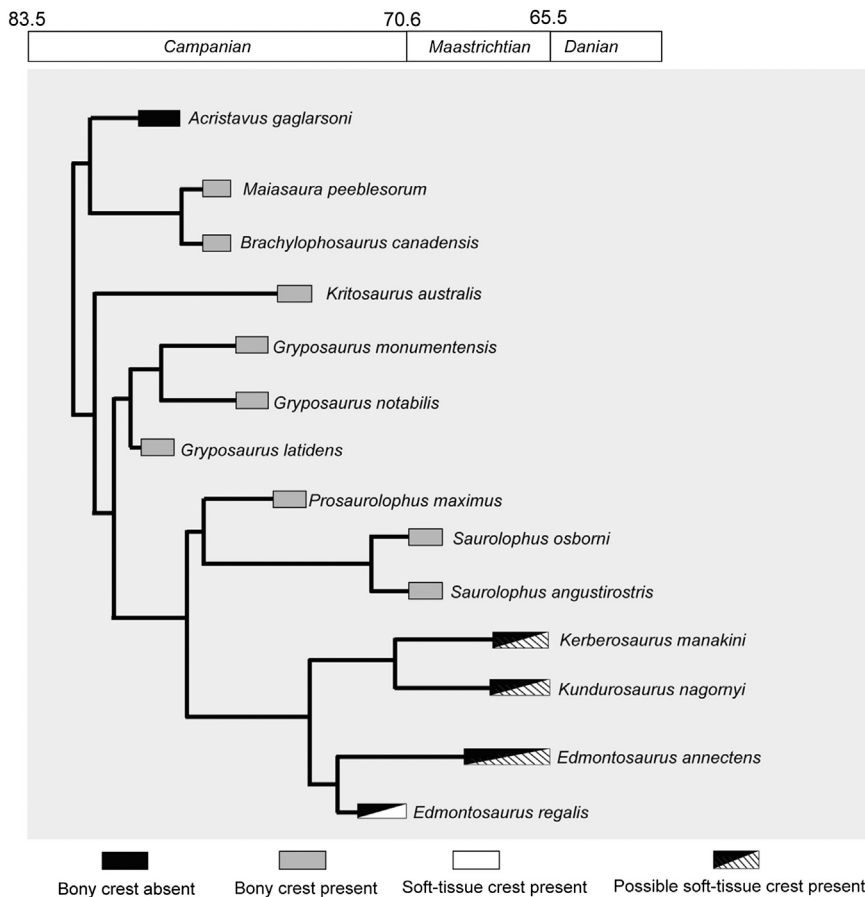 83.5 70.6 65.5
Campanian Maastrichtian Danian
Acristavus gaglarsoni
Maiasaura peeblesorum
Brachylophosaurus canadensis
Kritosaurus australis
Gryposaurus monumentensis
Gryposaurus notabilis
Gryposaurus latidens
Prosaurolophus maximus
Saurolophus osborni
Saurolophus angustirostris
Kerberosaurus manakini
Kundurosaurus nagornyi
Edmontosaurus annectens
Edmontosaurus regalis
Bony crest absent Bony crest present Soft-tissue crest present Possible soft-tissue crest present